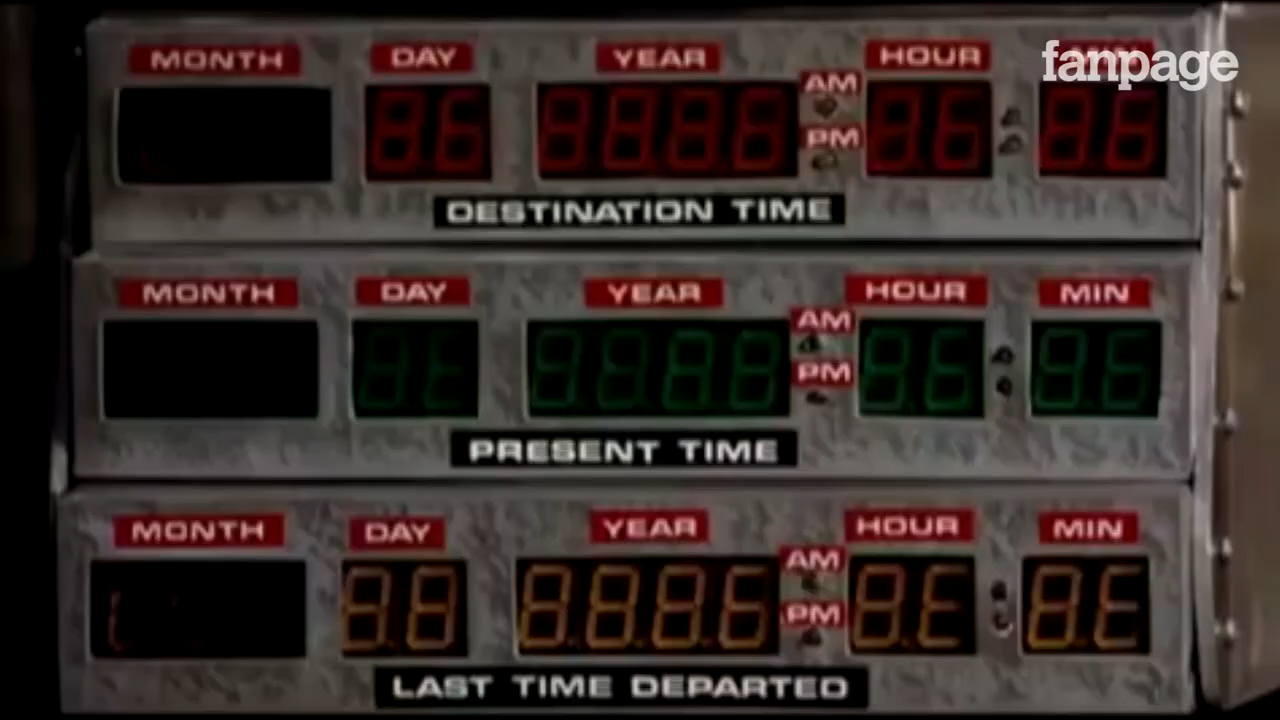 fanpage
MONTH DAY YEAR HOUR
AM
PM
DESTINATION TIME
MONTH DAY YEAR HOUR MIN
AM
PM
PRESENT TIME
MONTH DAY YEAR HOUR MIN
AM
PM
LAST TIME DEPARTED